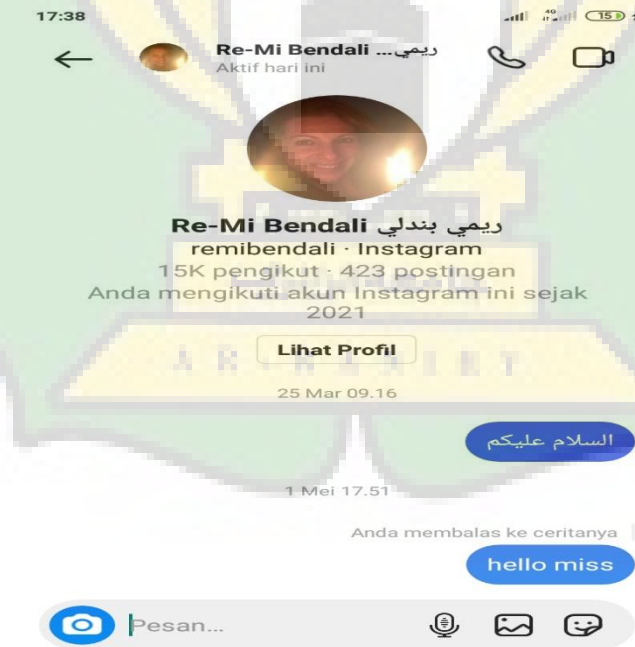 17:38
4G
15
Re-Mi Bendali ...ريمي
Aktif hari ini
Re-Mi Bendali ريمي بندلي
remibendali · Instagram
15K pengikut · 423 postingan
Anda mengikuti akun Instagram ini sejak
2021
Lihat Profil
A R - R A N I R Y
25 Mar 09.16
السلام عليكم
1 Mei 17.51
Anda membalas ke ceritanya
hello miss
Pesan...